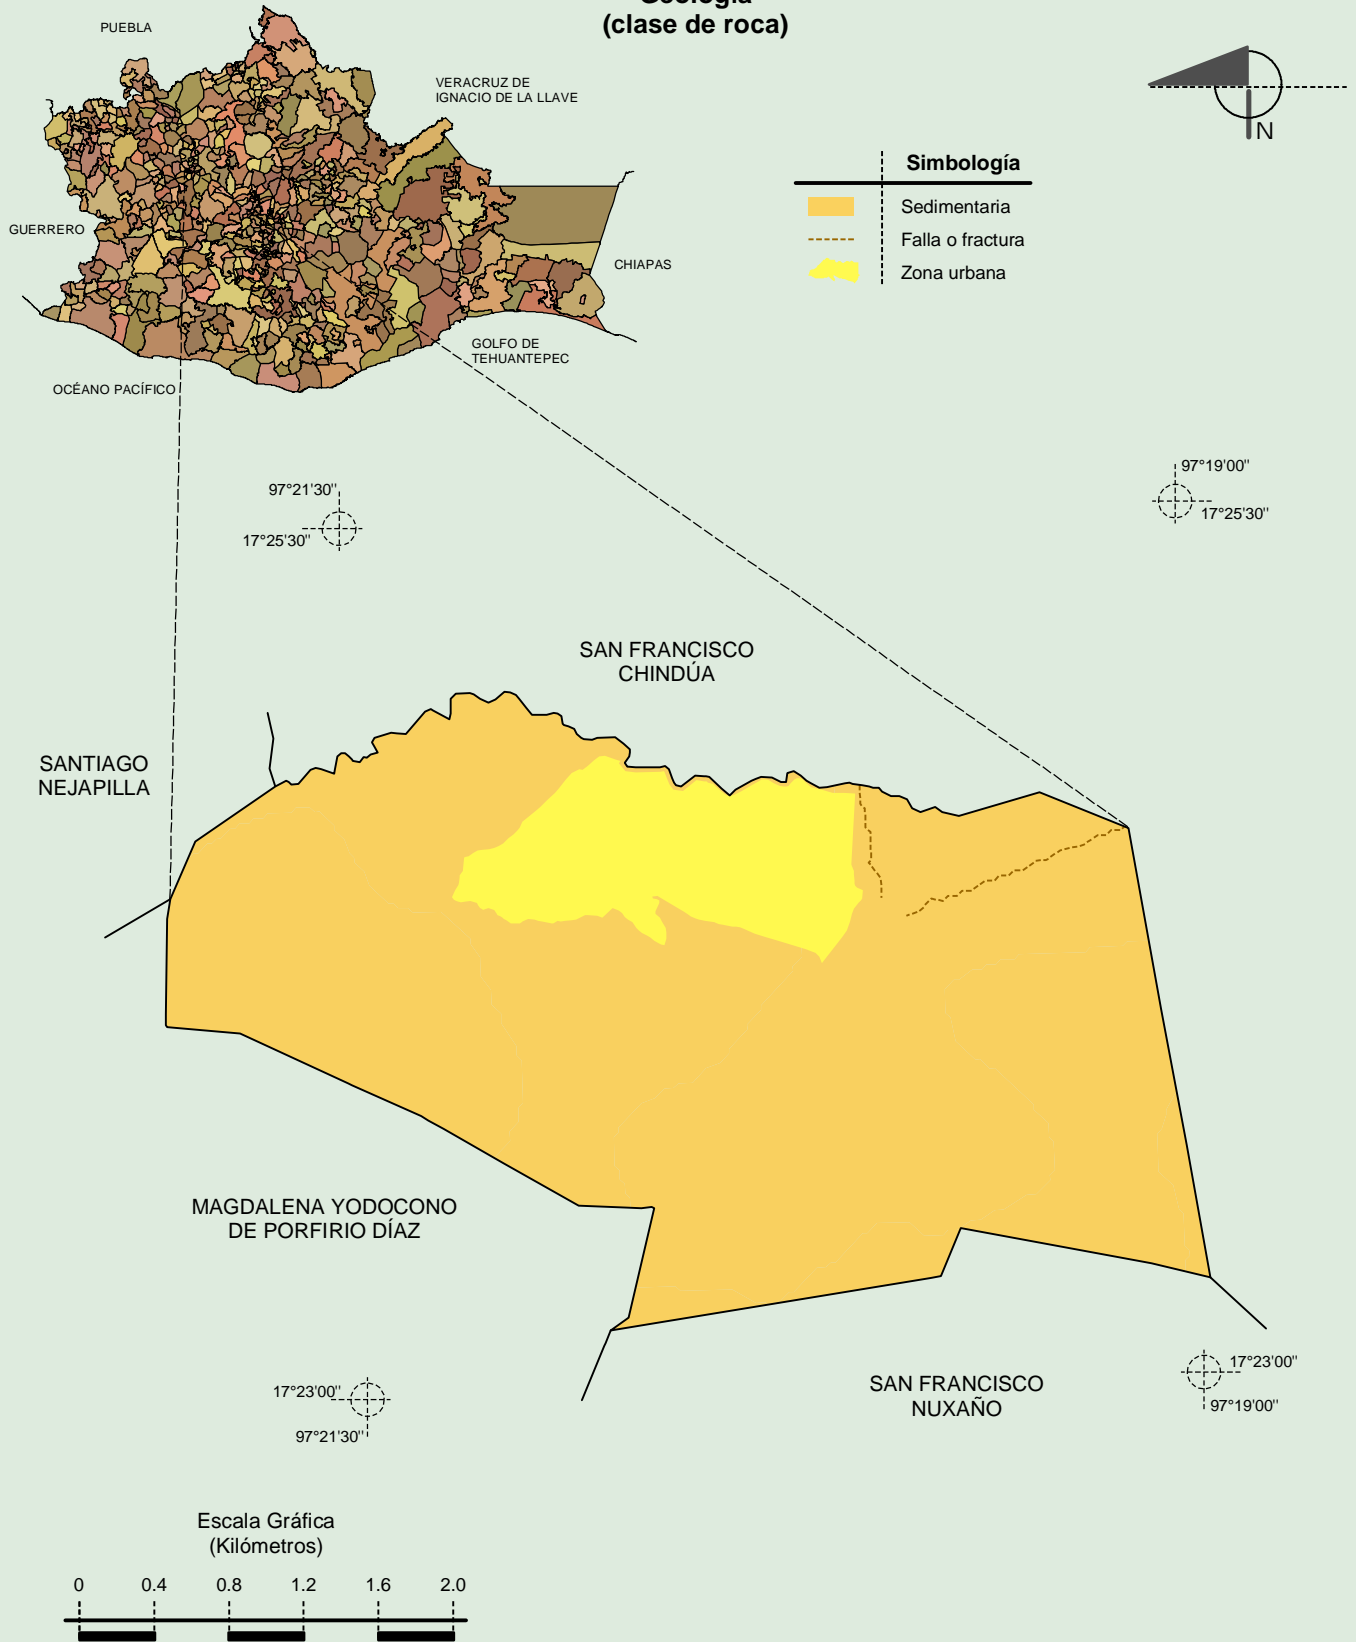 Geología
(clase de roca)
PUEBLA
VERACRUZ DE
IGNACIO DE LA LLAVE
GUERRERO
CHIAPAS
GOLFO DE
TEHUANTEPEC
OCÉANO PACÍFICO
N
Simbología
Sedimentaria
Falla o fractura
Zona urbana
97°21'30"
17°25'30"
97°19'00"
17°25'30"
SAN FRANCISCO
CHINDÚA
SANTIAGO
NEJAPILLA
MAGDALENA YODOCONO
DE PORFIRIO DÍAZ
SAN FRANCISCO
NUXAÑO
17°23'00"
97°21'30"
17°23'00"
97°19'00"
Escala Gráfica
(Kilómetros)
0 0.4 0.8 1.2 1.6 2.0